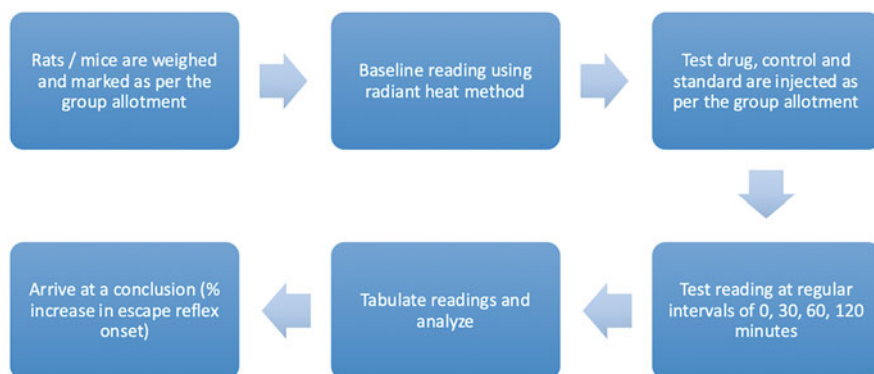 Rats / mice are weighed
and marked as per the
group allotment
Baseline reading using
radiant heat method
Test drug, control and
standard are injected as
per the group allotment
Test reading at regular
intervals of 0, 30, 60, 120
minutes
Tabulate readings and
analyze
Arrive at a conclusion (%
increase in escape reflex
onset)